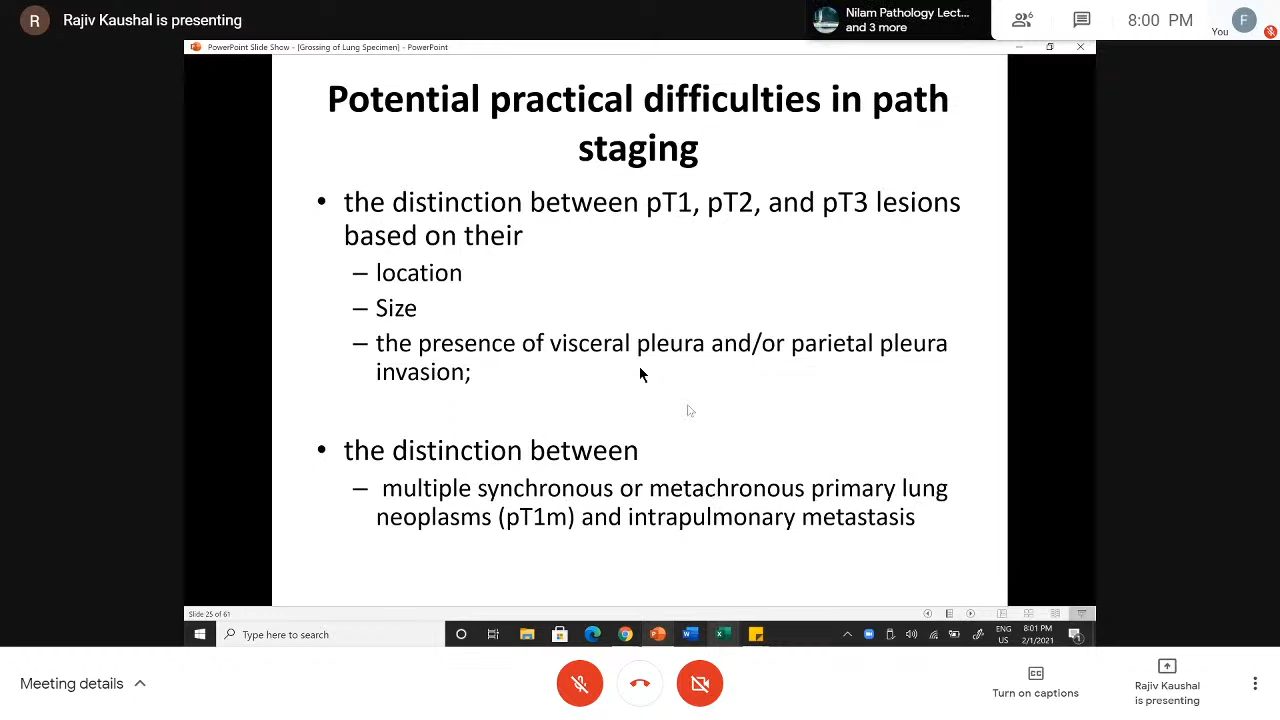 R Rajiv Kaushal is presenting
Nilam Pathology Lect...
and 3 more
6
8:00 PM
You
F
PowerPoint Slide Show - [Grossing of Lung Specimen] - PowerPoint
Potential practical difficulties in path
staging
• the distinction between pT1, pT2, and pT3 lesions
based on their
– location
– Size
– the presence of visceral pleura and/or parietal pleura
invasion;
• the distinction between
– multiple synchronous or metachronous primary lung
neoplasms (pT1m) and intrapulmonary metastasis
Slide 25 of 61
Type here to search
ENG
US
8:01 PM
2/1/2021
1
Meeting details
CC
Turn on captions
Rajiv Kaushal
is presenting